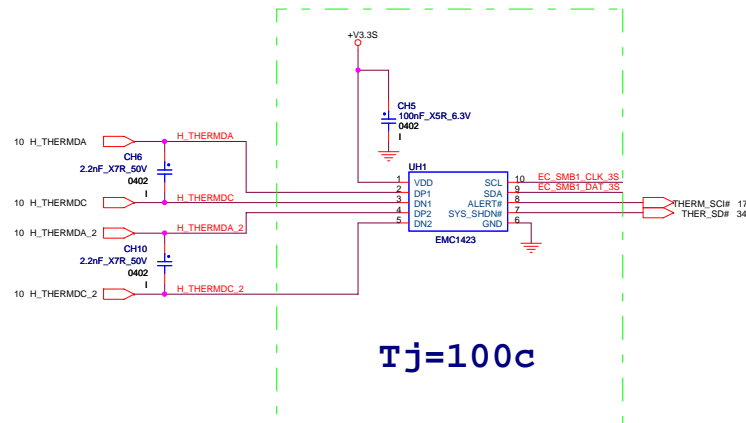 +V3.3S
CH5
100nF_X5R_6.3V
0402
I
10 H_THERMDA
H_THERMDA
CH6
2.2nF_X7R_50V
0402
I
10 H_THERMDC
H_THERMDC
10 H_THERMDA_2
H_THERMDA_2
CH10
2.2nF_X7R_50V
0402
I
10 H_THERMDC_2
H_THERMDC_2
UH1
1 VDD SCL 10 EC_SMB1_CLK_3S
2 DP1 SDA 9 EC_SMB1_DAT_3S
3 DN1 ALERT# 8 THERM_SCI# 17
4 DP2 SYS_SHDN# 7 THER_SD# 34
5 DN2 GND 6
EMC1423
Tj=100c